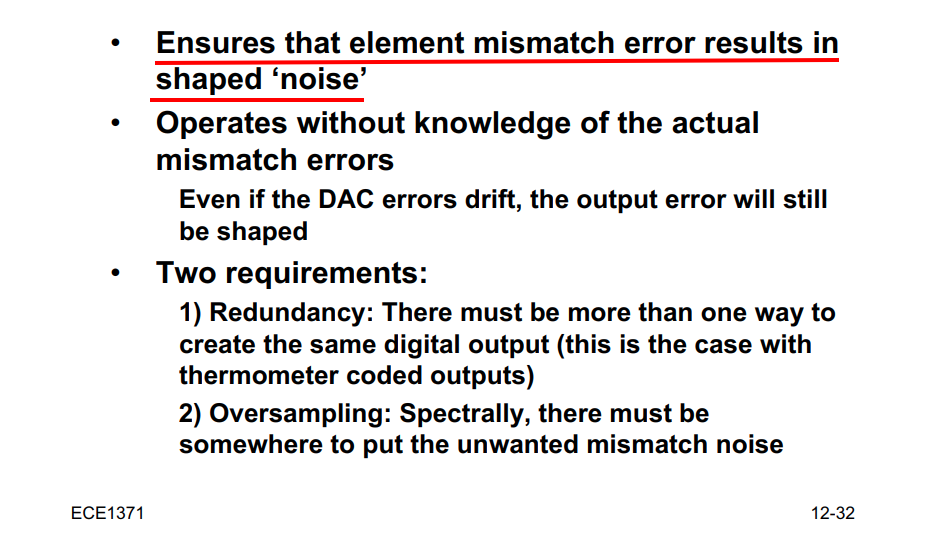 • Ensures that element mismatch error results in
shaped ‘noise’
• Operates without knowledge of the actual
mismatch errors
Even if the DAC errors drift, the output error will still
be shaped
• Two requirements:
1) Redundancy: There must be more than one way to
create the same digital output (this is the case with
thermometer coded outputs)
2) Oversampling: Spectrally, there must be
somewhere to put the unwanted mismatch noise
ECE1371
12-32